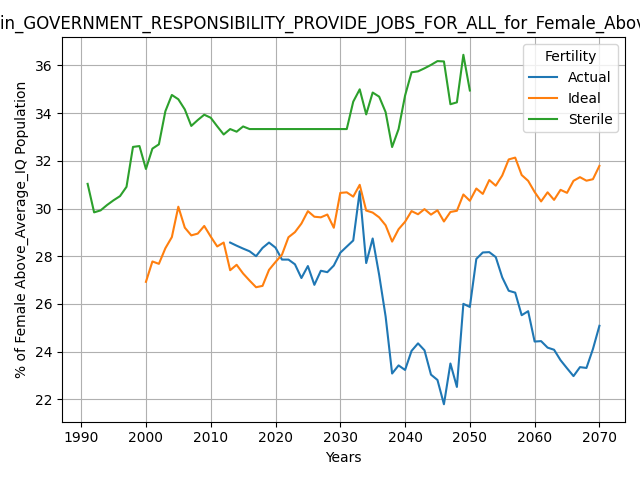 in_GOVERNMENT_RESPONSIBILITY_PROVIDE_JOBS_FOR_ALL_for_Female_Abov
Fertility
Actual
Ideal
Sterile
% of Female Above_Average_IQ Population
36
34
32
30
28
26
24
22
1990 2000 2010 2020 2030 2040 2050 2060 2070
Years